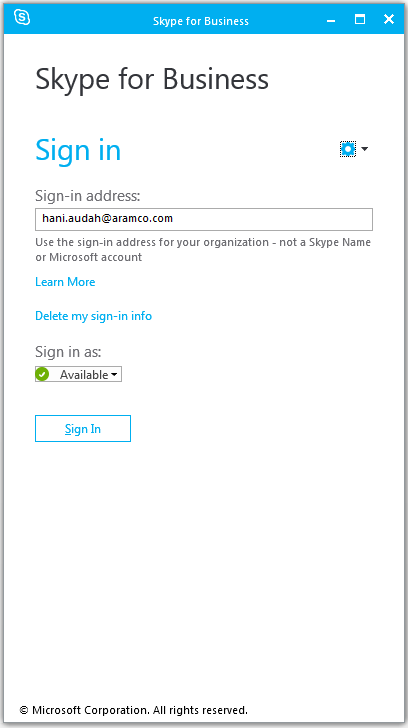 Skype for Business
Skype for Business
Sign in
Sign-in address:
hani.audah@aramco.com
Use the sign-in address for your organization - not a Skype Name
or Microsoft account
Learn More
Delete my sign-in info
Sign in as:
Available
Sign In
© Microsoft Corporation. All rights reserved.